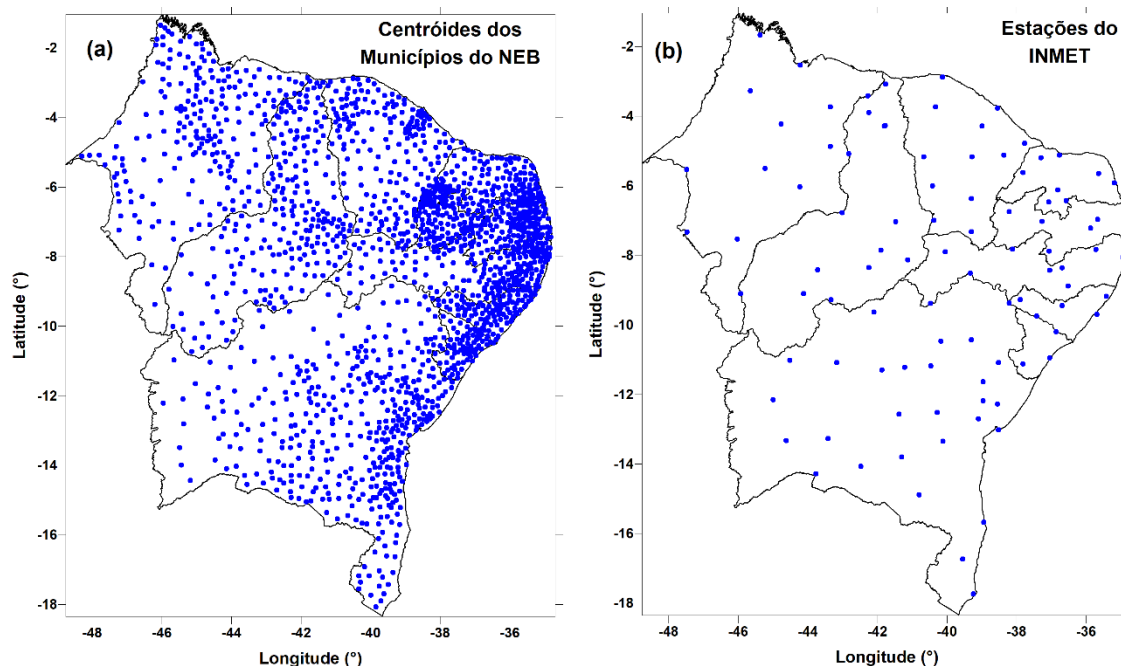 (a)
Centróides dos
Municípios do NEB
-2
-4
-6
-8
-10
-12
-14
-16
-18
Latitude (°)
-48 -46 -44 -42 -40 -38 -36
Longitude (°)
(b)
Estações do
INMET
-2
-4
-6
-8
-10
-12
-14
-16
-18
Latitude (°)
-48 -46 -44 -42 -40 -38 -36
Longitude (°)